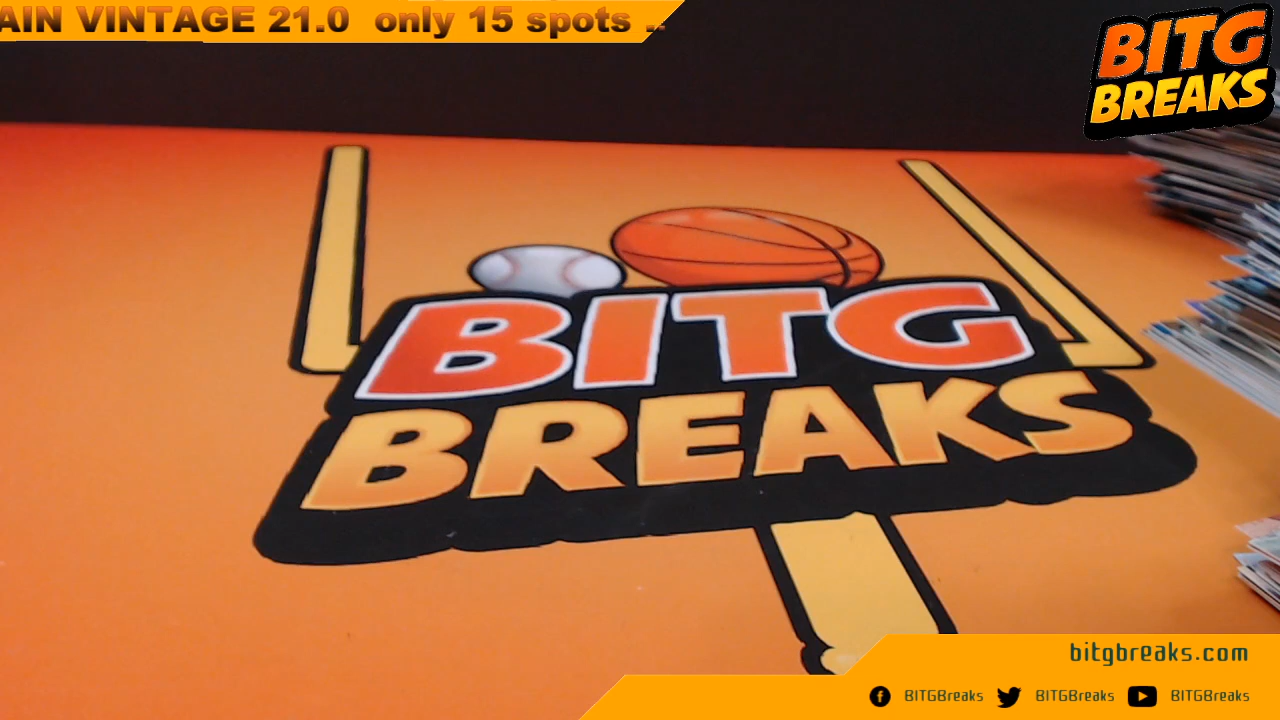 AIN VINTAGE 21.0 only 15 spots ..
BITG
BREAKS
BITG
BREAKS
bitgbreaks.com
BITGBreaks BITGBreaks BITGBreaks